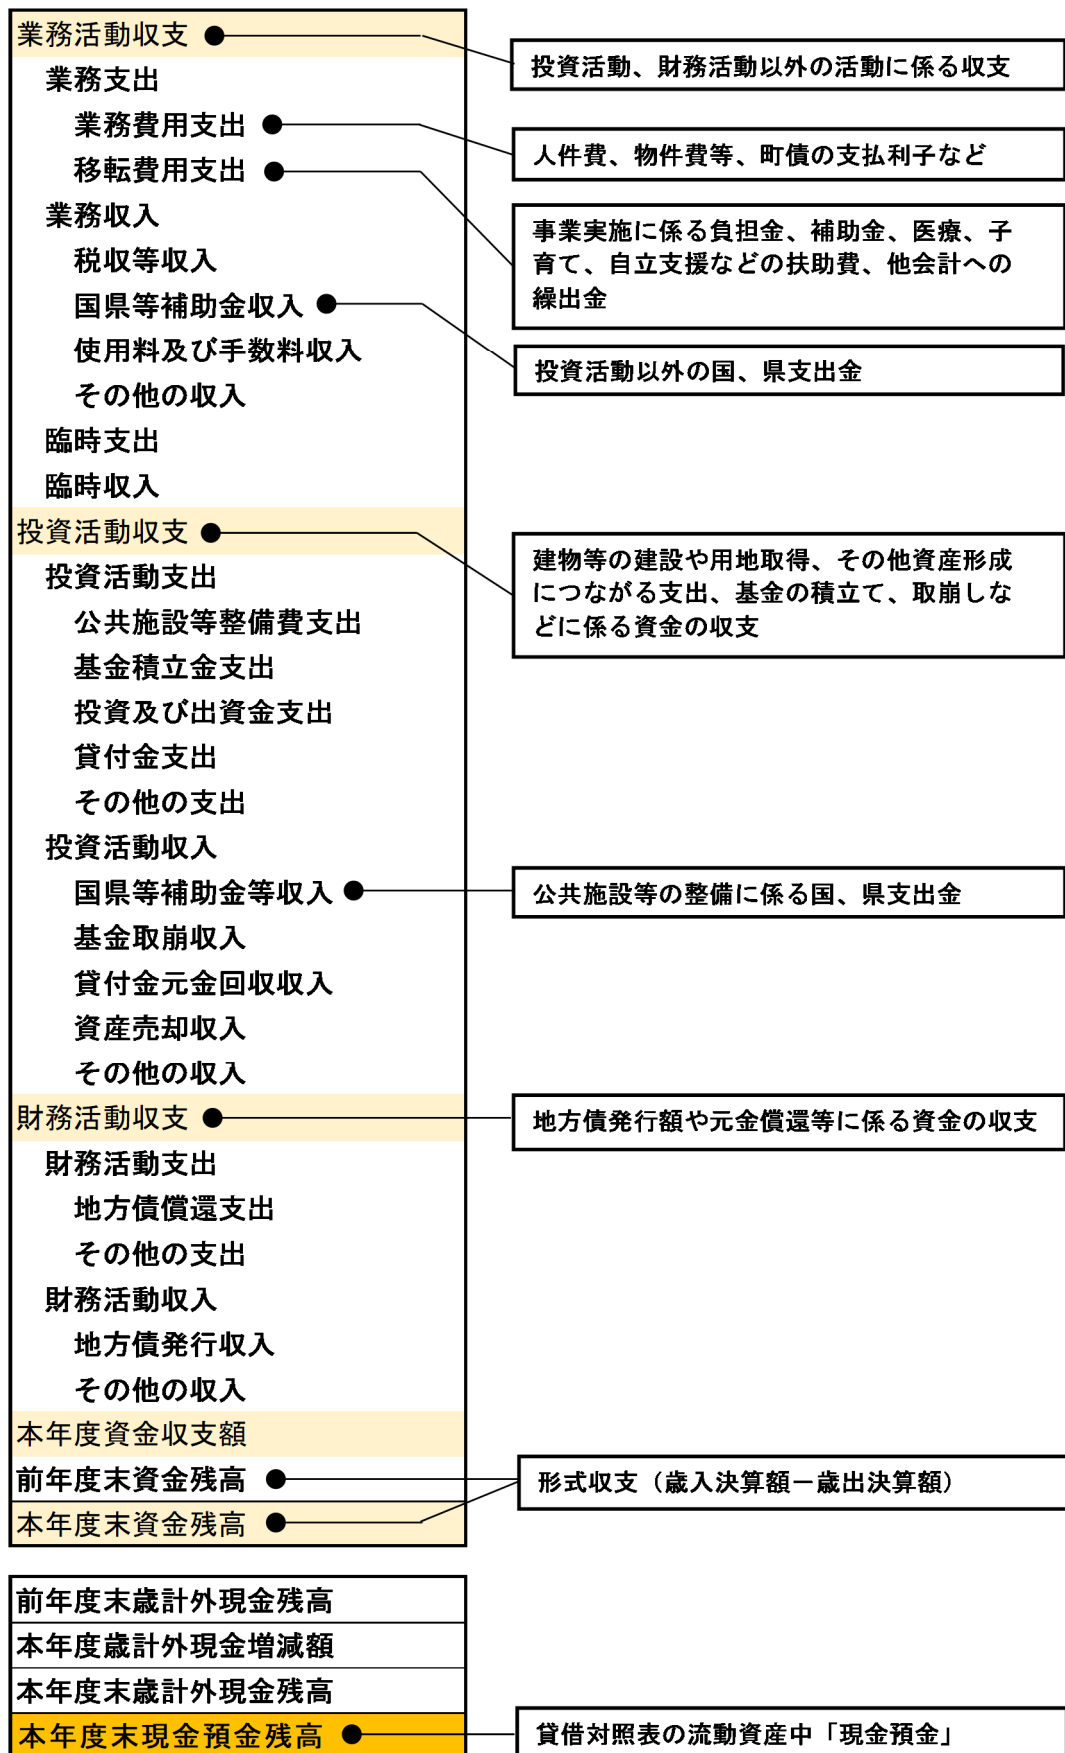 業務活動収支
投資活動、財務活動以外の活動に係る収支
業務支出
業務費用支出
人件費、物件費等、町債の支払利子など
移転費用支出
業務収入
事業実施に係る負担金、補助金、医療、子
育て、自立支援などの扶助費、他会計への
繰出金
税収等収入
国県等補助金収入
使用料及び手数料収入
投資活動以外の国、県支出金
その他の収入
臨時支出
臨時収入
投資活動収支
建物等の建設や用地取得、その他資産形成
につながる支出、基金の積立て、取崩しな
どに係る資金の収支
投資活動支出
公共施設等整備費支出
基金積立金支出
投資及び出資金支出
貸付金支出
その他の支出
投資活動収入
国県等補助金等収入
公共施設等の整備に係る国、県支出金
基金取崩収入
貸付金元金回収収入
資産売却収入
その他の収入
財務活動収支
地方債発行額や元金償還等に係る資金の収支
財務活動支出
地方債償還支出
その他の支出
財務活動収入
地方債発行収入
その他の収入
本年度資金収支額
前年度末資金残高
形式収支（歳入決算額－歳出決算額）
本年度末資金残高
前年度末歳計外現金残高
本年度歳計外現金増減額
本年度末歳計外現金残高
本年度末現金預金残高
貸借対照表の流動資産中「現金預金」